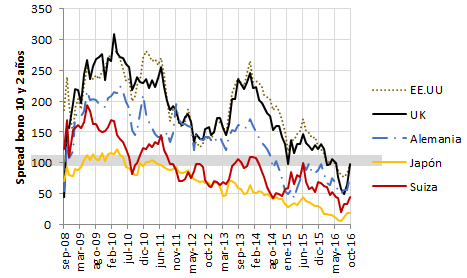 350
300
250
200
150
100
50
0
Spread bono 10 y 2 años
sep-08
mar-09
ago-09
feb-10
jul-10
dic-10
jun-11
nov-11
abr-12
oct-12
mar-13
sep-13
feb-14
ago-14
ene-15
jun-15
dic-15
may-16
oct-16
EE.UU
UK
Alemania
Japón
Suiza